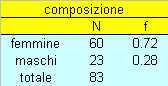 composizione
N f
femmine 60 0.72
maschi 23 0.28
totale 83